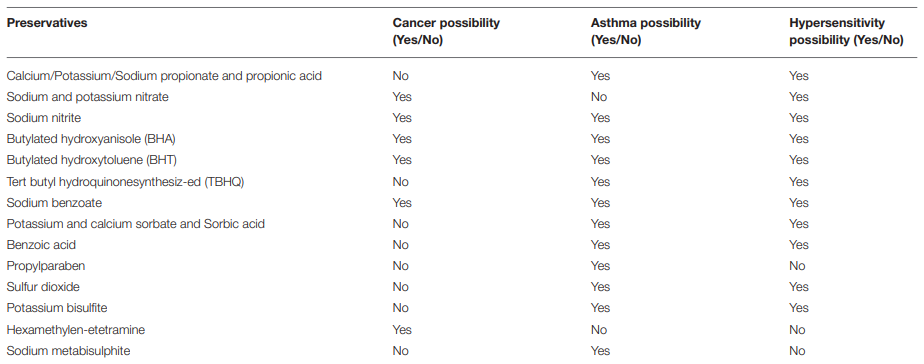 Preservatives Cancer possibility Asthma possibility Hypersensitivity
(Yes/No) (Yes/No) possibility (Yes/No)
Calcium/Potassium/Sodium propionate and propionic acid No Yes Yes
Sodium and potassium nitrate Yes No Yes
Sodium nitrite Yes Yes Yes
Butylated hydroxyanisole (BHA) Yes Yes Yes
Butylated hydroxytoluene (BHT) Yes Yes Yes
Tert butyl hydroquinonesynthesiz-ed (TBHQ) No Yes Yes
Sodium benzoate Yes Yes Yes
Potassium and calcium sorbate and Sorbic acid No Yes Yes
Benzoic acid No Yes Yes
Propylparaben No Yes No
Sulfur dioxide No Yes Yes
Potassium bisulfite No Yes Yes
Hexamethylen-etetramine Yes No No
Sodium metabisulphite No Yes No